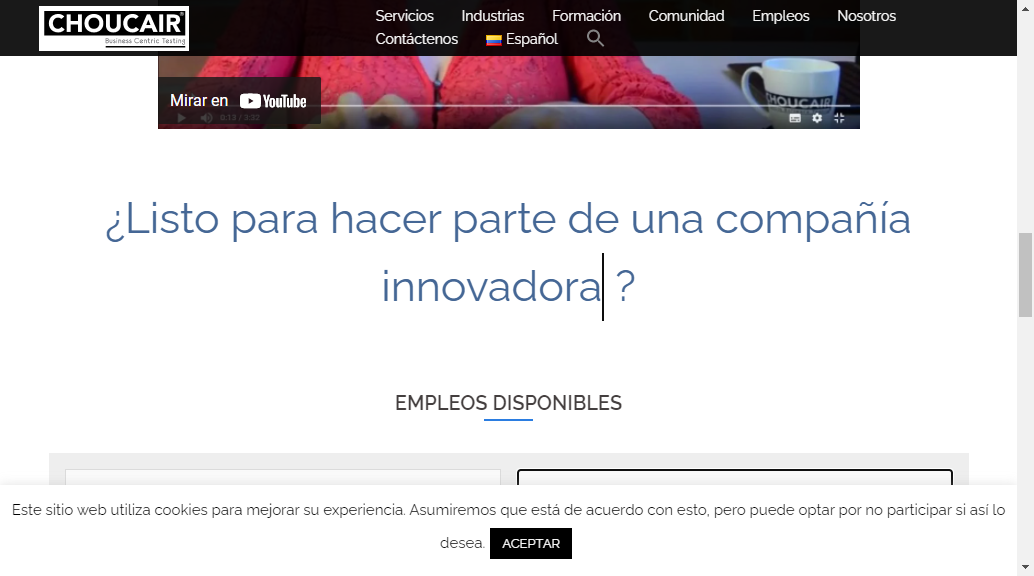 CHOUCAIR
Business Centric Testing
Servicios Industrias Formación Comunidad Empleos Nosotros
Contáctenos Español
CHOUCAIR
Mirar en YouTube
0:13 / 3:32
¿Listo para hacer parte de una compañía
innovadora ?
EMPLEOS DISPONIBLES
Este sitio web utiliza cookies para mejorar su experiencia. Asumiremos que está de acuerdo con esto, pero puede optar por no participar si así lo
desea. ACEPTAR